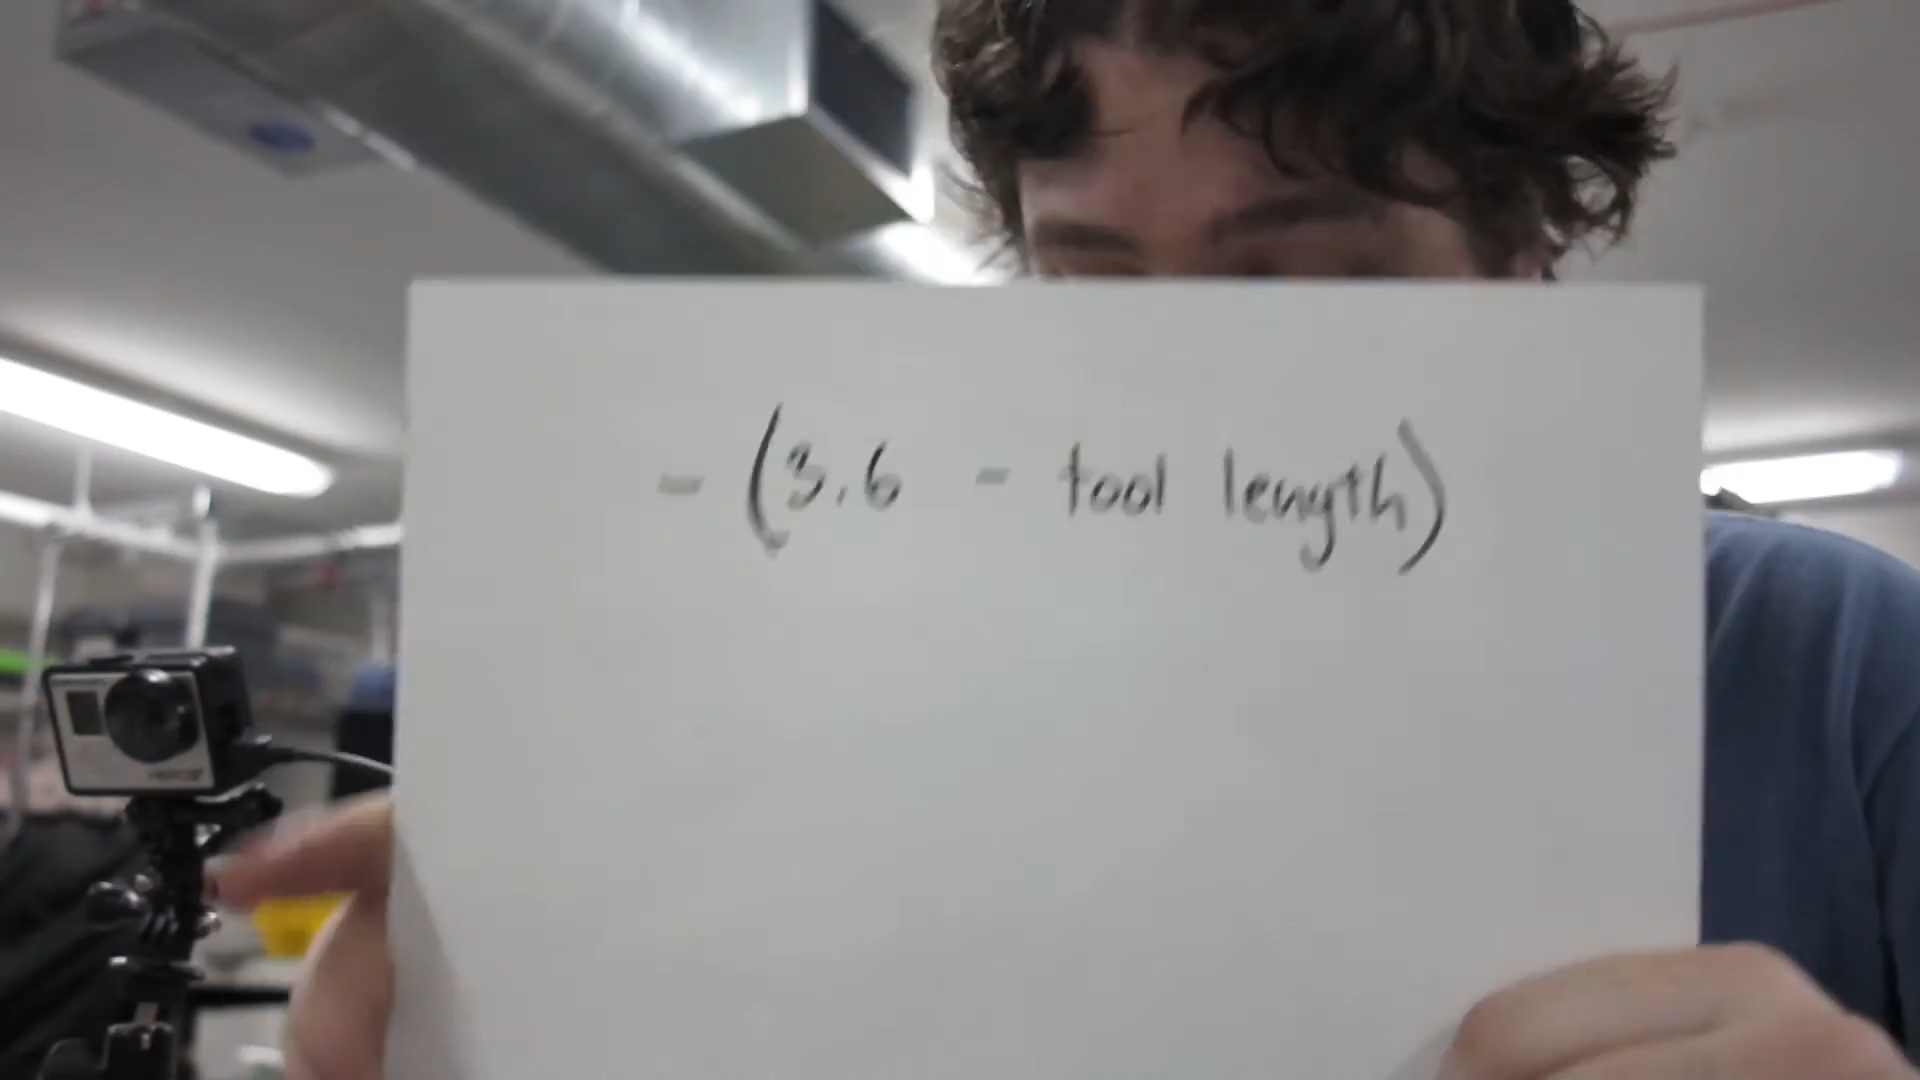 - (3.6 - tool length)